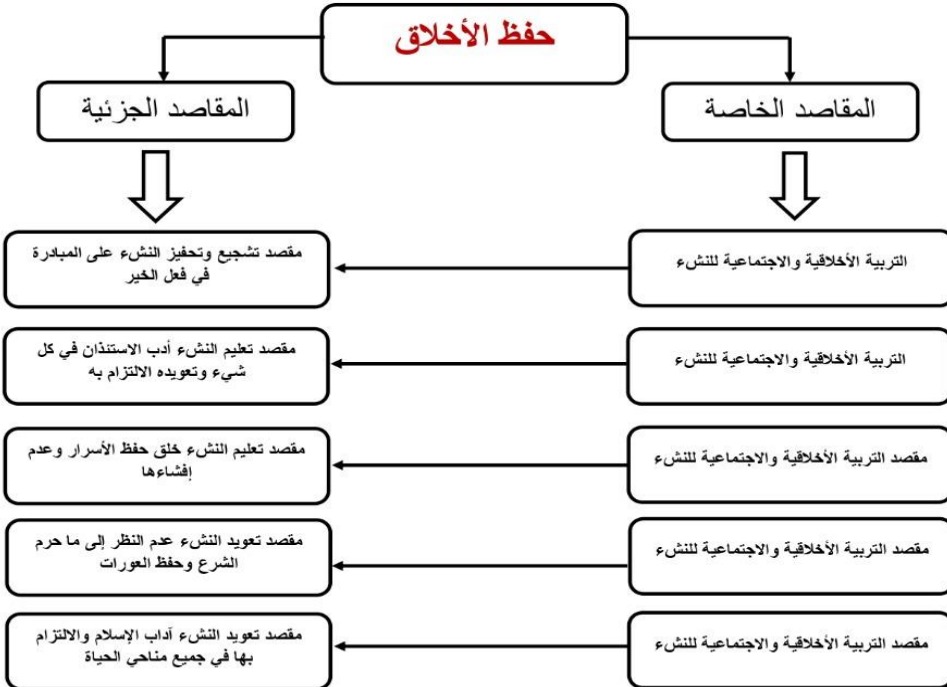 حفظ الأخلاق
المقاصد الخاصة
المقاصد الجزئية
التربية الأخلاقية والاجتماعية للنشء
مقصد تشجيع وتحفيز النشء على المبادرة
في فعل الخير
التربية الأخلاقية والاجتماعية للنشء
مقصد تعليم النشء أدب الاستئذان في كل
شيء وتعويده الالتزام به
مقصد التربية الأخلاقية والاجتماعية للنشء
مقصد تعليم النشء خلق حفظ الأسرار وعدم
إفشاءها
مقصد التربية الأخلاقية والاجتماعية للنشء
مقصد تعويد النشء عدم النظر إلى ما حرم
الشرع وحفظ العورات
مقصد التربية الأخلاقية والاجتماعية للنشء
مقصد تعويد النشء آداب الإسلام والالتزام
بها في جميع مناحي الحياة